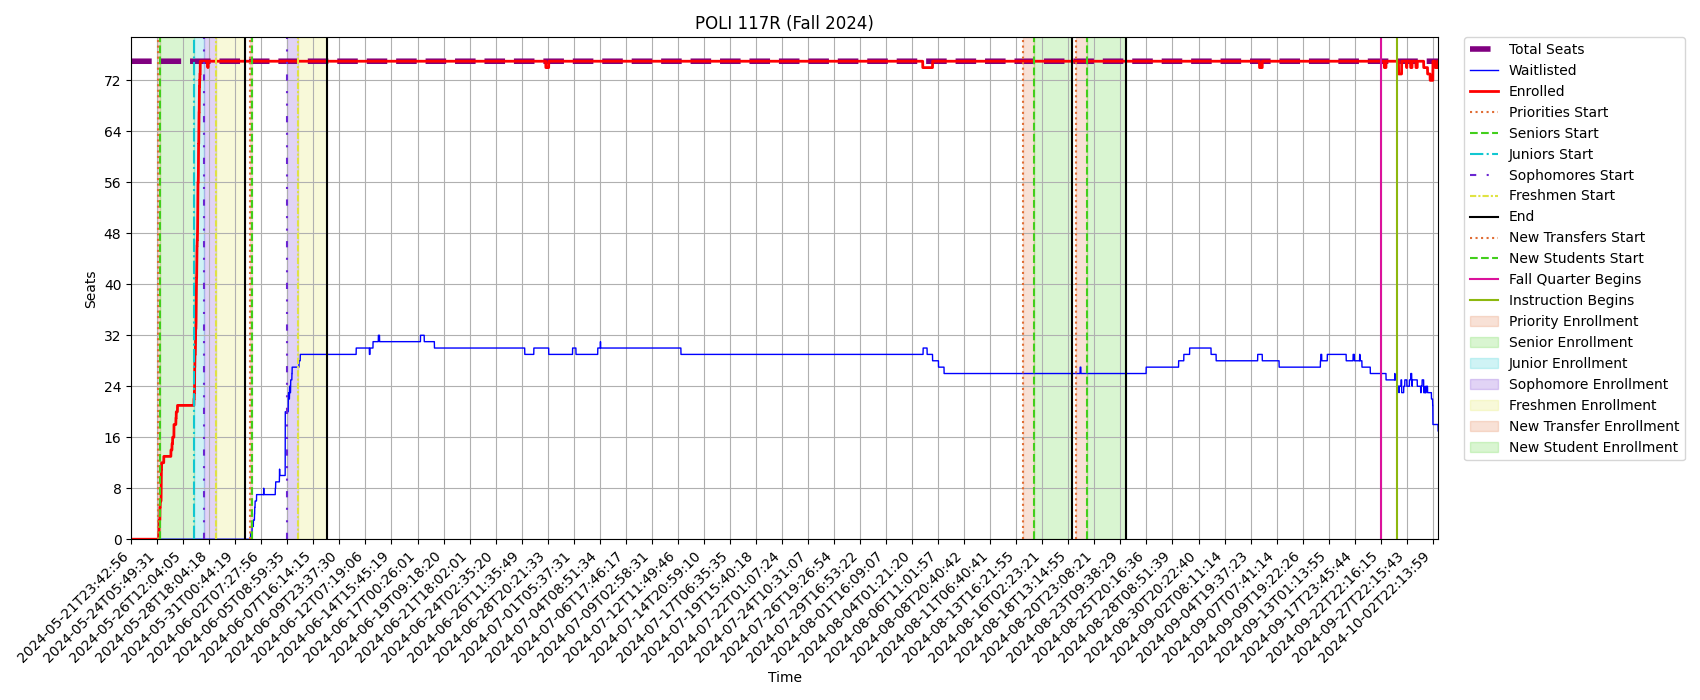 POLI 117R (Fall 2024)
Seats
72
64
56
48
40
32
24
16
8
0
2024-05-21T23:42:56
2024-05-24T05:49:31
2024-05-26T12:04:05
2024-05-28T18:04:18
2024-05-31T00:44:19
2024-06-02T07:27:56
2024-06-05T08:59:35
2024-06-07T16:14:15
2024-06-09T23:37:30
2024-06-12T07:19:06
2024-06-14T15:45:19
2024-06-17T00:26:01
2024-06-19T09:18:20
2024-06-21T18:02:01
2024-06-24T02:35:20
2024-06-26T11:35:49
2024-06-28T20:21:33
2024-07-01T05:37:31
2024-07-04T08:51:34
2024-07-06T17:46:17
2024-07-09T02:58:31
2024-07-12T11:49:46
2024-07-14T20:59:10
2024-07-17T06:35:35
2024-07-19T15:40:18
2024-07-22T01:07:24
2024-07-24T10:31:07
2024-07-26T19:26:54
2024-07-29T16:53:22
2024-08-01T16:09:07
2024-08-04T01:21:20
2024-08-06T11:01:57
2024-08-08T20:40:42
2024-08-11T06:40:41
2024-08-13T16:21:55
2024-08-16T02:23:21
2024-08-18T13:14:55
2024-08-20T23:08:21
2024-08-23T09:38:29
2024-08-25T20:16:36
2024-08-28T08:51:39
2024-08-30T20:22:40
2024-09-02T08:11:14
2024-09-04T19:37:23
2024-09-07T07:41:14
2024-09-09T19:22:26
2024-09-13T01:13:55
2024-09-17T23:45:44
2024-09-22T22:16:15
2024-09-27T22:15:43
2024-10-02T22:13:59
Time
Total Seats
Waitlisted
Enrolled
Priorities Start
Seniors Start
Juniors Start
Sophomores Start
Freshmen Start
End
New Transfers Start
New Students Start
Fall Quarter Begins
Instruction Begins
Priority Enrollment
Senior Enrollment
Junior Enrollment
Sophomore Enrollment
Freshmen Enrollment
New Transfer Enrollment
New Student Enrollment